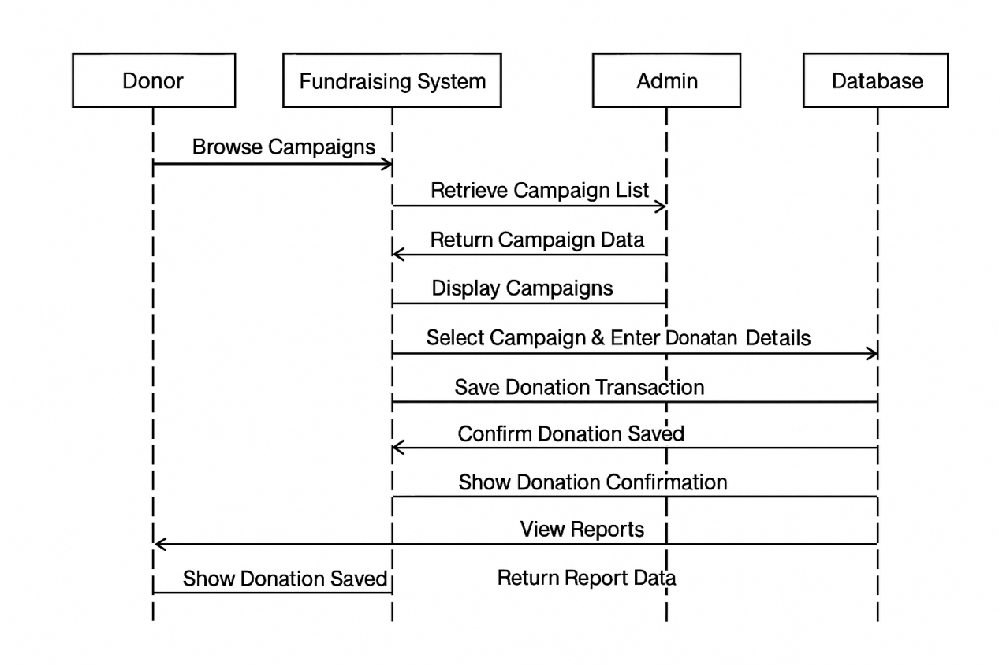 Donor
Fundraising System
Admin
Database
Browse Campaigns
Retrieve Campaign List
Return Campaign Data
Display Campaigns
Select Campaign & Enter Donatan Details
Save Donation Transaction
Confirm Donation Saved
Show Donation Confirmation
View Reports
Show Donation Saved
Return Report Data